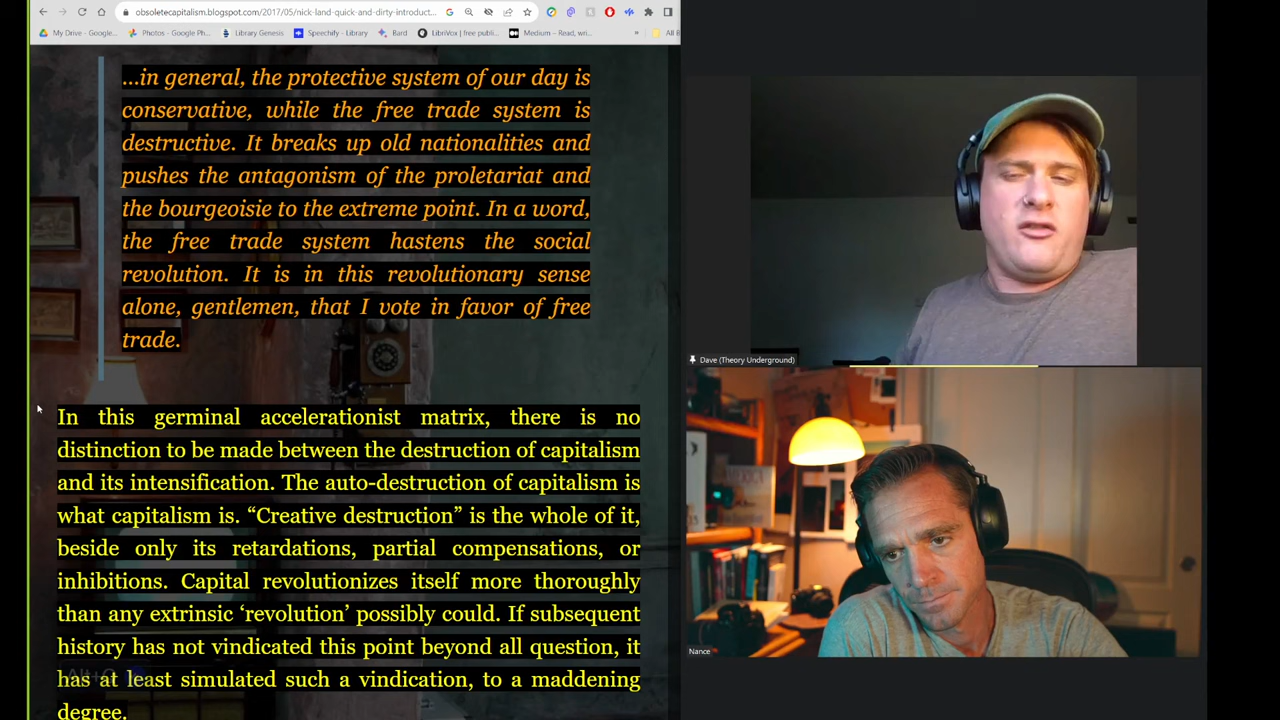 obsoletecapitalism.blogspot.com/2017/05/nick-land-quick-and-dirty-introduct...
My Drive - Google...
Photos - Google Ph...
Library Genesis
Speechify - Library
Bard
LibriVox | free publi...
Medium – Read, wri...
»
All B
...in general, the protective system of our day is
conservative, while the free trade system is
destructive. It breaks up old nationalities and
pushes the antagonism of the proletariat and
the bourgeoisie to the extreme point. In a word,
the free trade system hastens the social
revolution. It is in this revolutionary sense
alone, gentlemen, that I vote in favor of free
trade.
In this germinal accelerationist matrix, there is no
distinction to be made between the destruction of capitalism
and its intensification. The auto-destruction of capitalism is
what capitalism is. “Creative destruction” is the whole of it,
beside only its retardations, partial compensations, or
inhibitions. Capital revolutionizes itself more thoroughly
than any extrinsic ‘revolution’ possibly could. If subsequent
history has not vindicated this point beyond all question, it
has at least simulated such a vindication, to a maddening
degree.
Dave (Theory Underground)
Nance